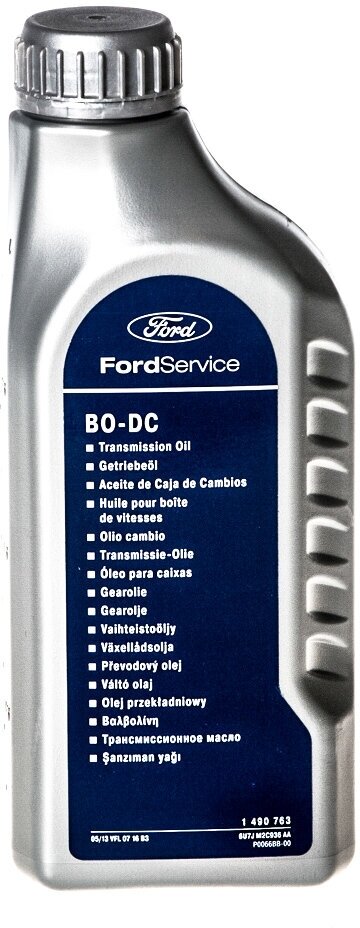 Ford
FordService
BO-DC
Transmission Oil
Getriebeöl
Aceite de Caja de Cambios
Huile pour boîte
de vitesses
Olio cambio
Transmissie-Olie
Óleo para caixas
Gearolie
Gearolje
Vaihteistoöljy
Växellådsolja
Převodový olej
Váltó olaj
Olej przekładniowy
Βαλβολίνη
Трансмиссионное масло
Şanzıman yağı
1 490 763
05/13 VFL 07 16 B3
6U7J M2C936 AA
P0066BB-00